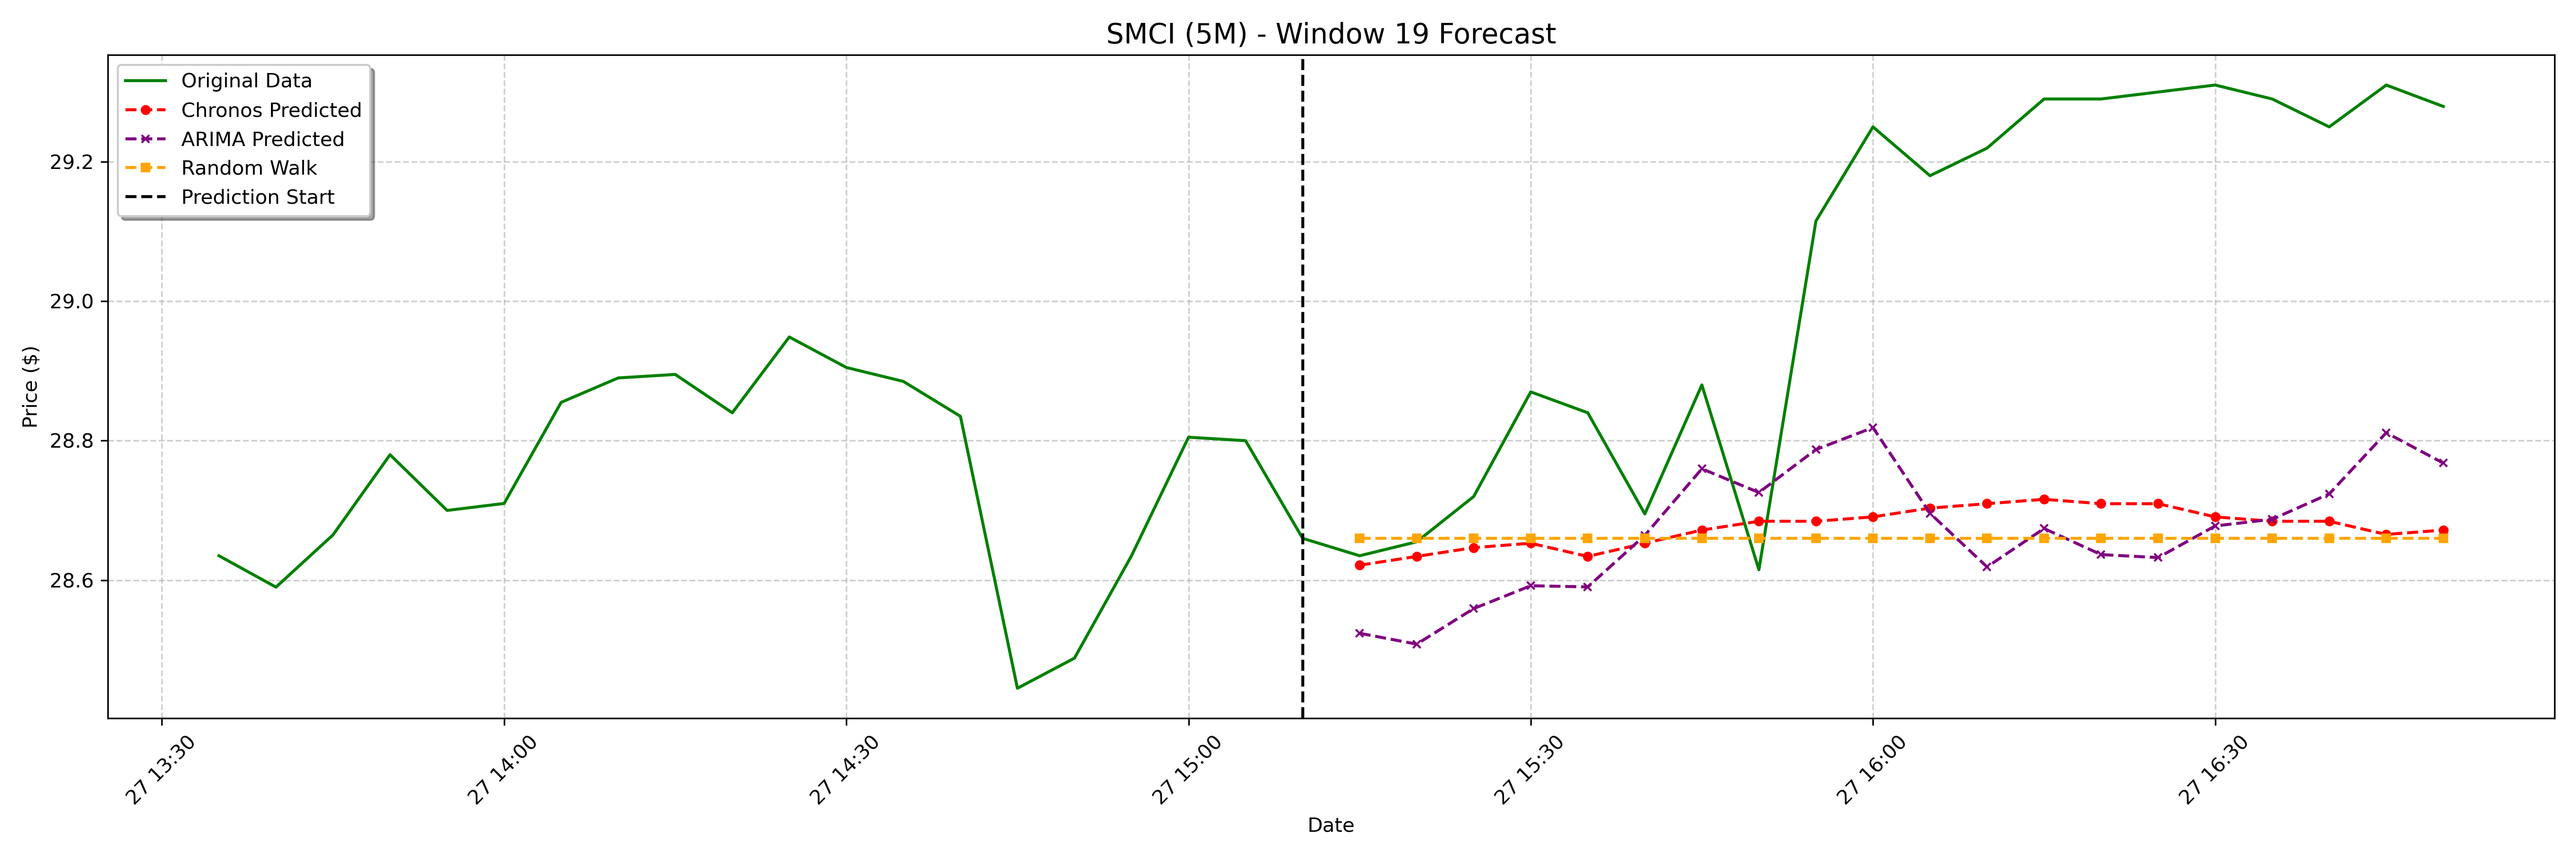 SMCI (5M) - Window 19 Forecast
Original Data
Chronos Predicted
ARIMA Predicted
Random Walk
Prediction Start
Price ($)
29.2
29.0
28.8
28.6
27 13:30
27 14:00
27 14:30
27 15:00
27 15:30
27 16:00
27 16:30
Date